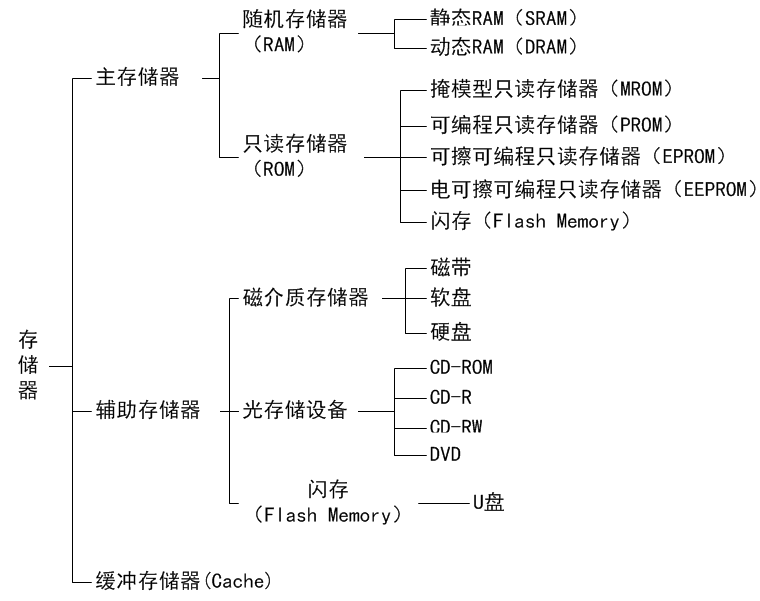 存
储
器
主存储器
随机存储器
（RAM）
静态RAM（SRAM）
动态RAM（DRAM）
只读存储器
（ROM）
掩模型只读存储器（MROM）
可编程只读存储器（PROM）
可擦可编程只读存储器（EPROM）
电可擦可编程只读存储器（EEPROM）
闪存（Flash Memory）
辅助存储器
磁介质存储器
磁带
软盘
硬盘
光存储设备
CD-ROM
CD-R
CD-RW
DVD
闪存
（Flash Memory）
U盘
缓冲存储器(Cache)